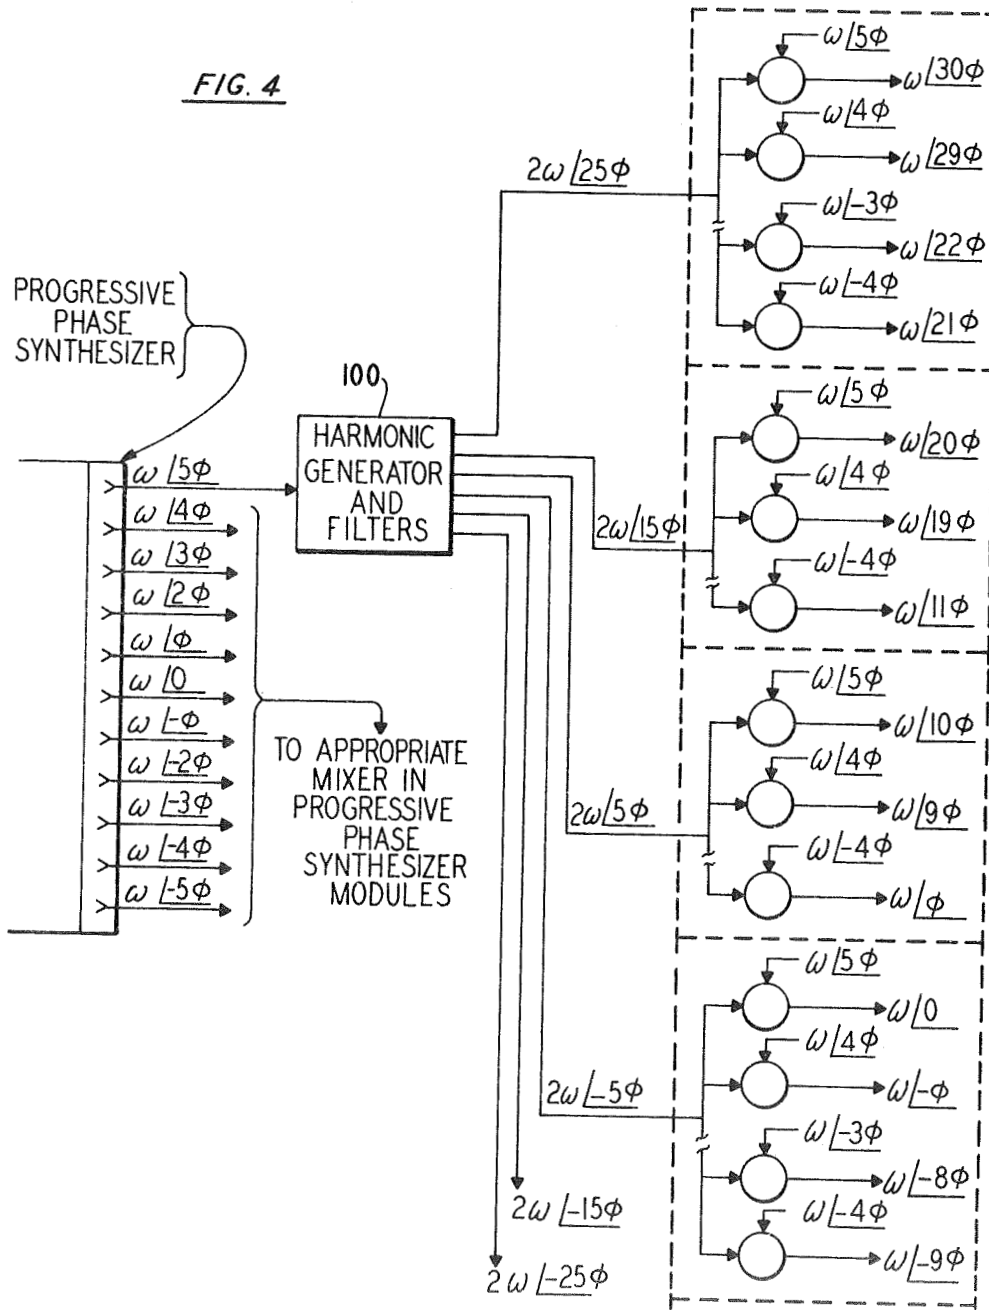 FIG. 4
PROGRESSIVE
PHASE
SYNTHESIZER
ω /5φ
ω /4φ
ω /3φ
ω /2φ
ω /φ
ω /0
ω /-φ
ω /-2φ
ω /-3φ
ω /-4φ
ω /-5φ
TO APPROPRIATE
MIXER IN
PROGRESSIVE
PHASE
SYNTHESIZER
MODULES
100
HARMONIC
GENERATOR
AND
FILTERS
2ω /25φ
2ω /15φ
2ω /5φ
2ω /-5φ
2ω /-15φ
2ω /-25φ
ω /5φ
ω /30φ
ω /4φ
ω /29φ
ω /-3φ
ω /22φ
ω /-4φ
ω /21φ
ω /5φ
ω /20φ
ω /4φ
ω /19φ
ω /-4φ
ω /11φ
ω /5φ
ω /10φ
ω /4φ
ω /9φ
ω /-4φ
ω /φ
ω /5φ
ω /0
ω /4φ
ω /-φ
ω /-3φ
ω /-8φ
ω /-4φ
ω /-9φ